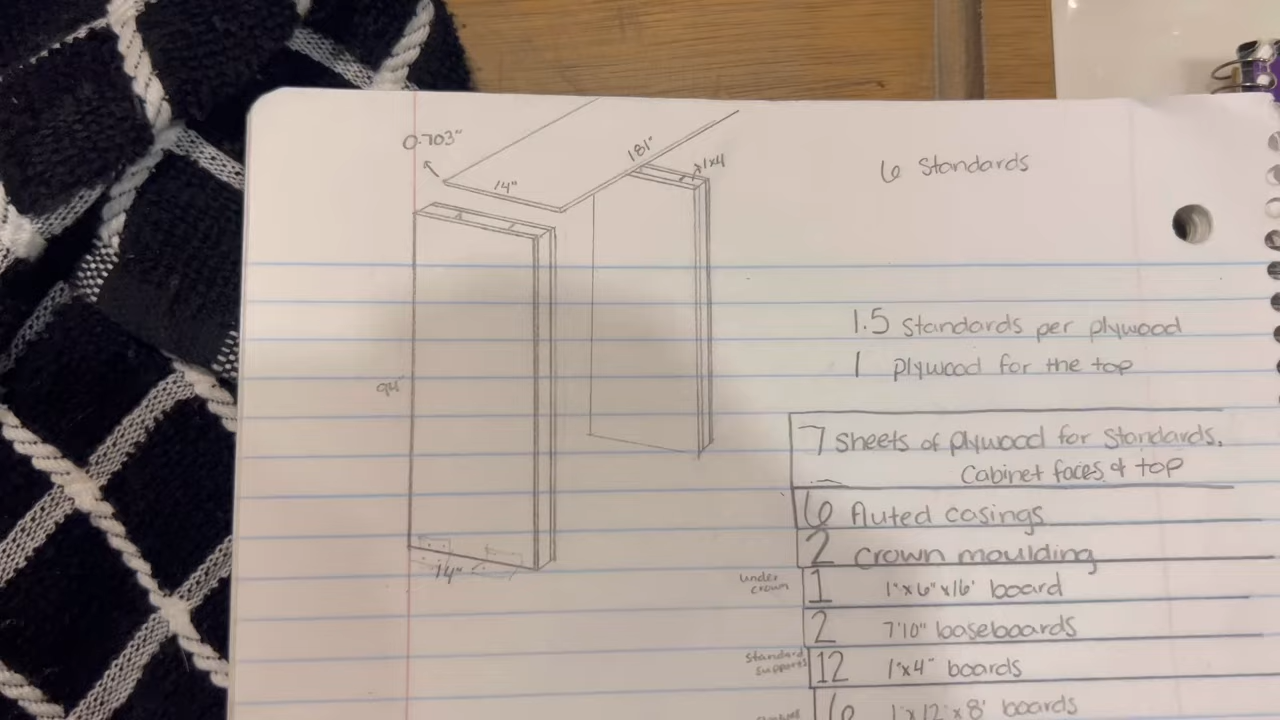 0.703"
181"
1x4
14"
94"
14"
6 Standards
1.5 standards per plywood
1 plywood for the top
7 sheets of plywood for Standards,
Cabinet faces & top
6 fluted casings
2 crown moulding
under crown
1 1"x6"x16' board
2 7'10" baseboards
Standard Supports
12 1"x4" boards
6 1"x12"x8' boards